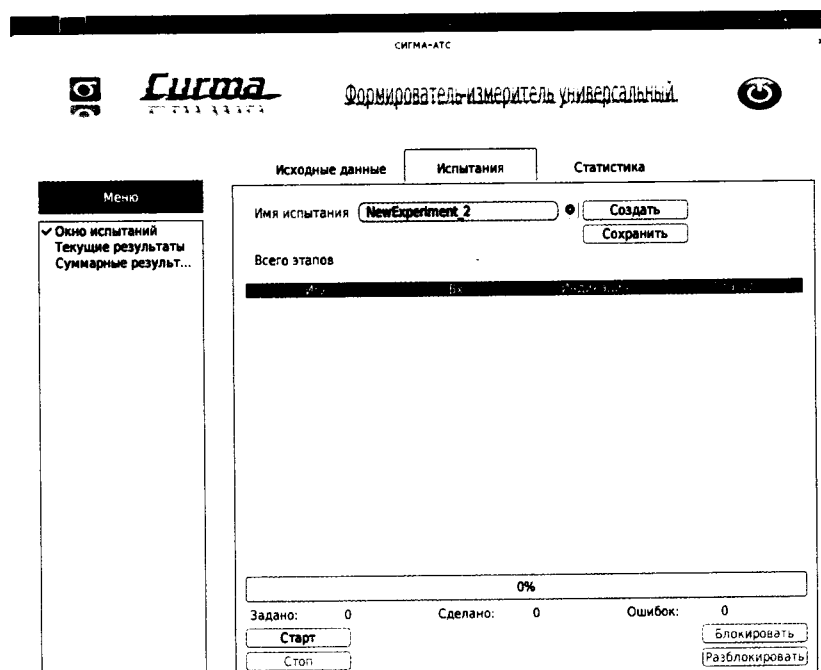 СИГМА-АТС
Сигма
Формирователь-измеритель универсальный
Исходные данные
Испытания
Статистика
Меню
Окно испытаний
Текущие результаты
Суммарные результ...
Имя испытания NewExperiment_2
Создать
Сохранить
Всего этапов -
0%
Задано: 0 Сделано: 0 Ошибок: 0
Старт
Блокировать
Стоп
Разблокировать